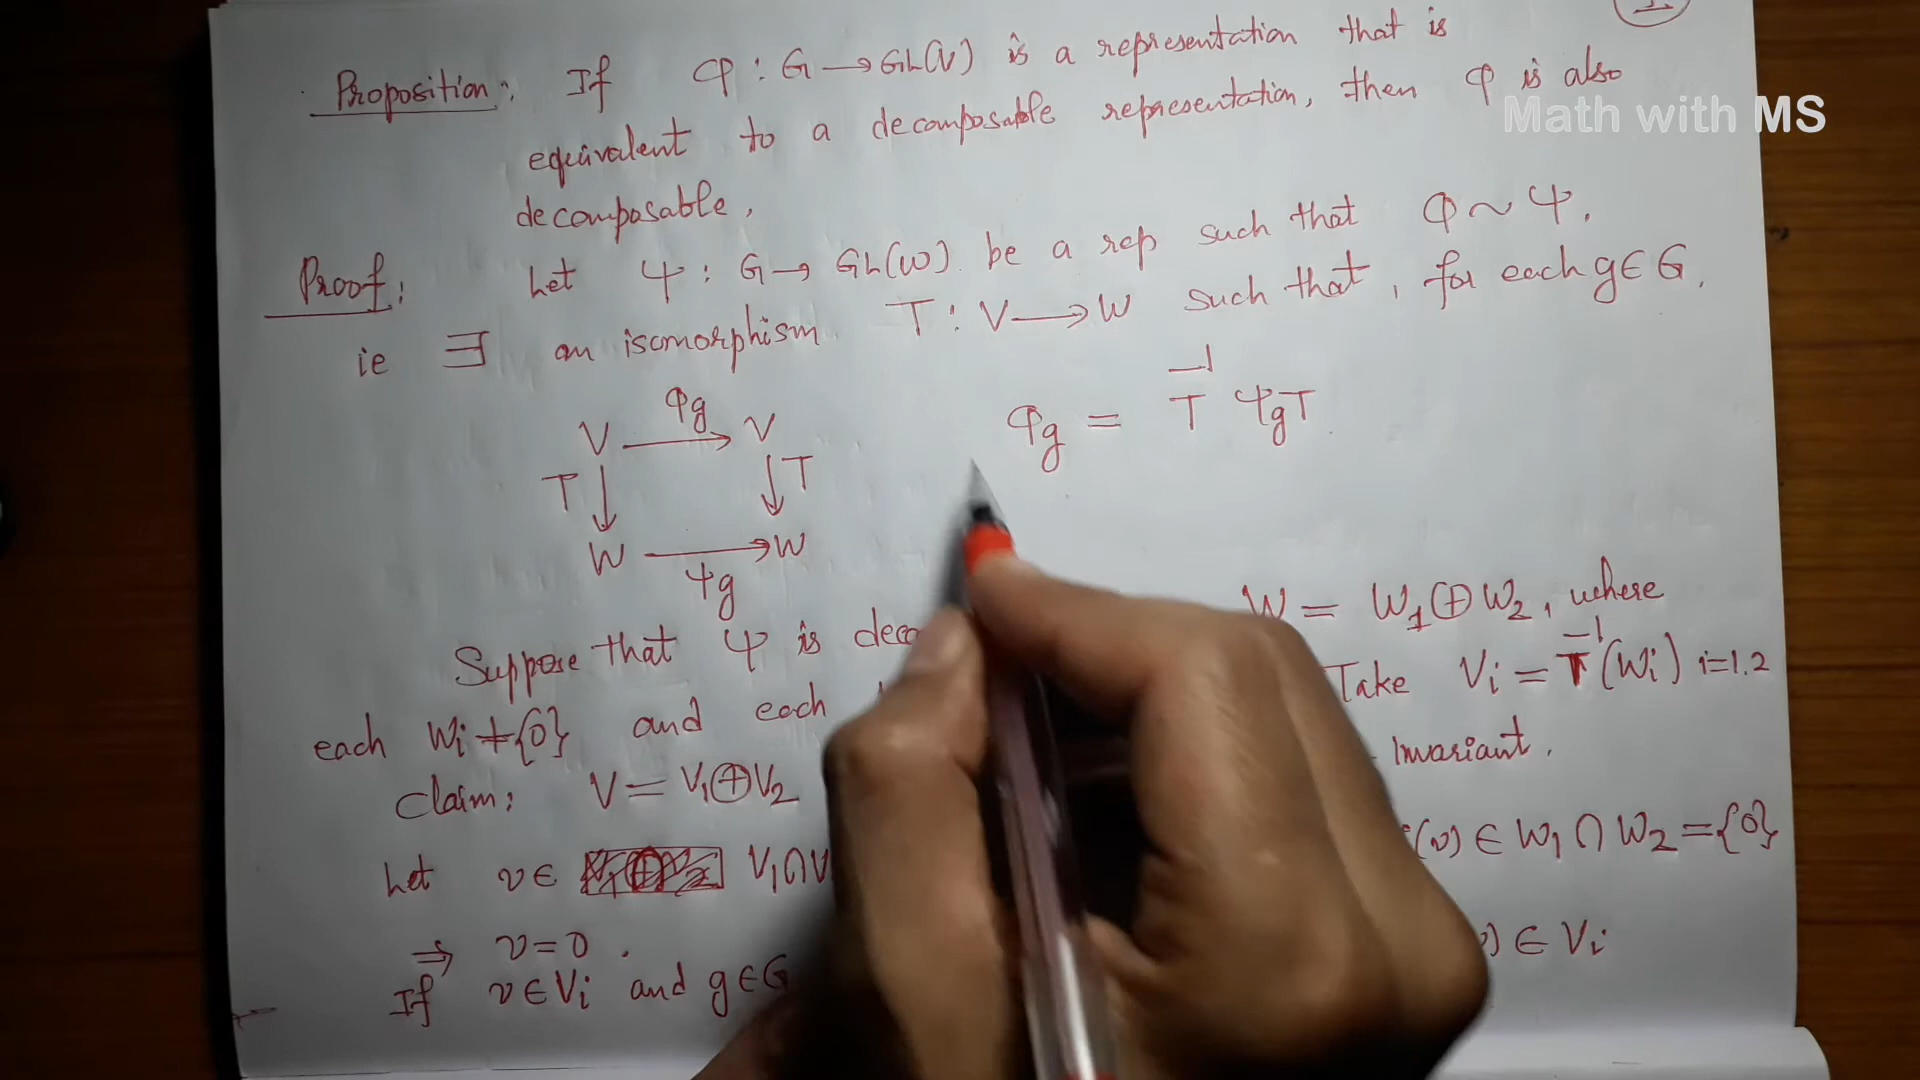 Proposition: If φ : G → GL(V) is a representation that is
equivalent to a decomposable representation, then φ is also
decomposable.
Math with MS
Proof: Let ψ : G → GL(W) be a rep such that φ ~ ψ.
ie ∃ an isomorphism T : V → W such that, for each g ∈ G,
φg = T⁻¹ ψg T
V → V
φg
T ↓ ↓ T
W → W
ψg
Suppose that ψ is W = W1 ⊕ W2, where
each Wi ≠ {0} and each Take Vi = T⁻¹(Wi) i=1,2
Claim: V = V1 ⊕ V2 Invariant.
Let v ∈ V1 ∩ V (v) ∈ W1 ∩ W2 = {0}
⇒ v = 0.
If v ∈ Vi and g ∈ G ) ∈ Vi